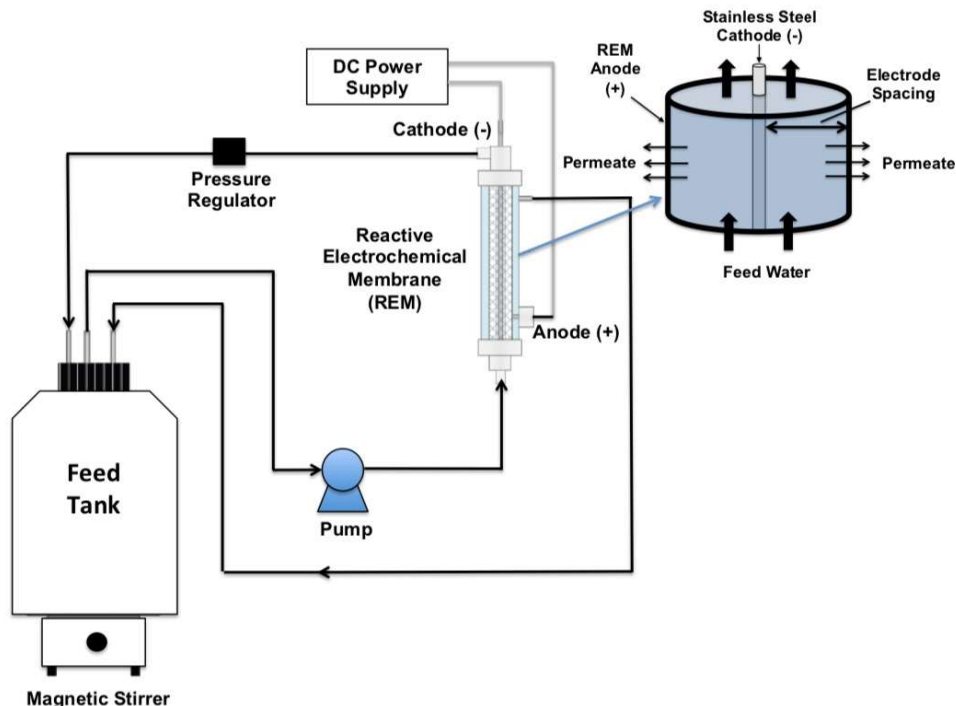 DC Power
Supply
Cathode (-)
Pressure
Regulator
Reactive
Electrochemical
Membrane
(REM)
Anode (+)
Feed
Tank
Pump
Magnetic Stirrer
Stainless Steel
Cathode (-)
REM
Anode
(+)
Electrode
Spacing
Permeate
Permeate
Feed Water